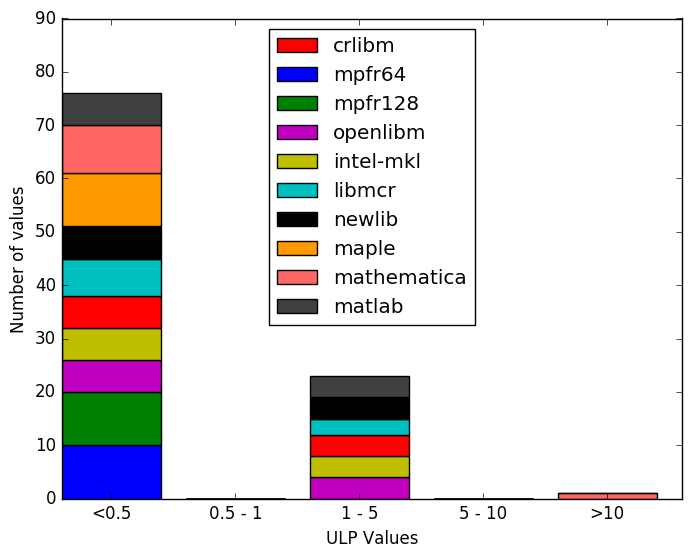 90
80
70
60
50
40
30
20
10
0
Number of values
crlibm
mpfr64
mpfr128
openlibm
intel-mkl
libmcr
newlib
maple
mathematica
matlab
<0.5
0.5 - 1
1 - 5
5 - 10
>10
ULP Values